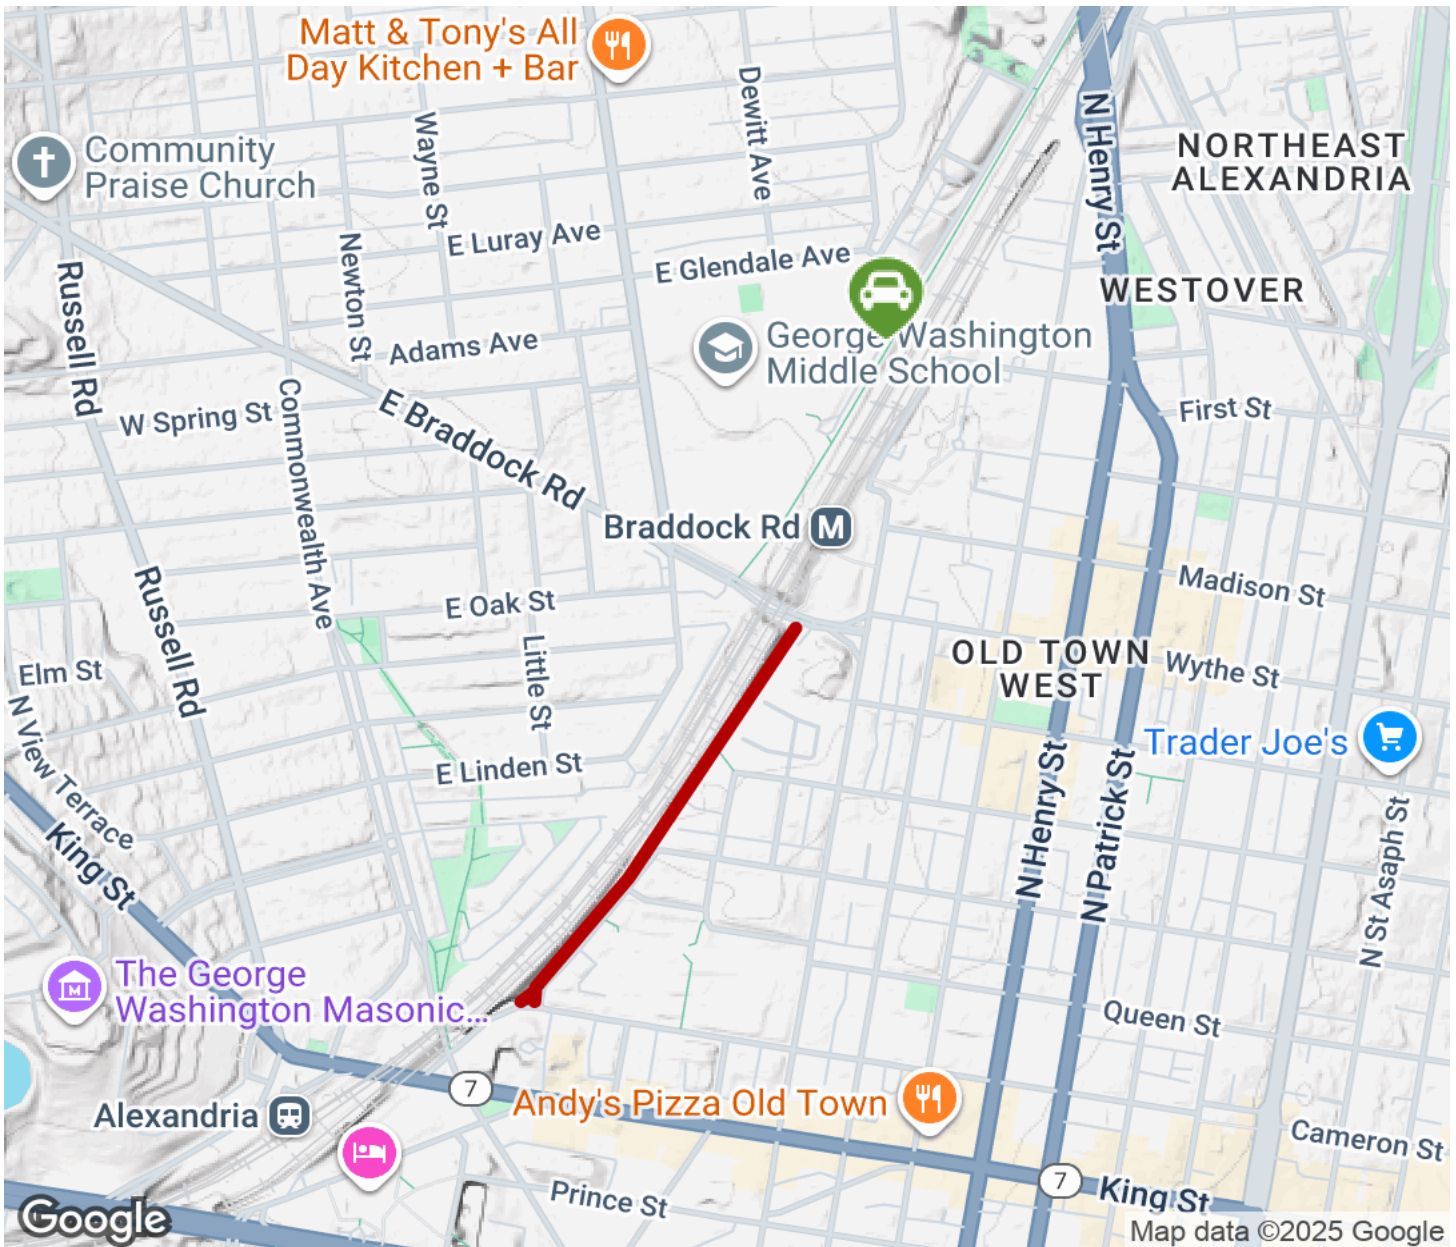 Matt & Tony's All
Day Kitchen + Bar
Dewitt Ave
N Henry St
NORTHEAST
ALEXANDRIA
Community
Praise Church
Wayne St
E Luray Ave
Newton St
E Glendale Ave
WESTOVER
Russell Rd
George Washington
Middle School
Adams Ave
W Spring St
Commonwealth Ave
E Braddock Rd
First St
Braddock Rd
M
Russell Rd
E Oak St
Madison St
Little St
OLD TOWN
WEST
Wythe St
Elm St
N View Terrace
Trader Joe's
E Linden St
King St
N Henry St
N Patrick St
N St Asaph St
The George
Washington Masonic...
M
Queen St
7
Andy's Pizza Old Town
Alexandria
Cameron St
7
King St
Prince St
Google
Map data ©2025 Google